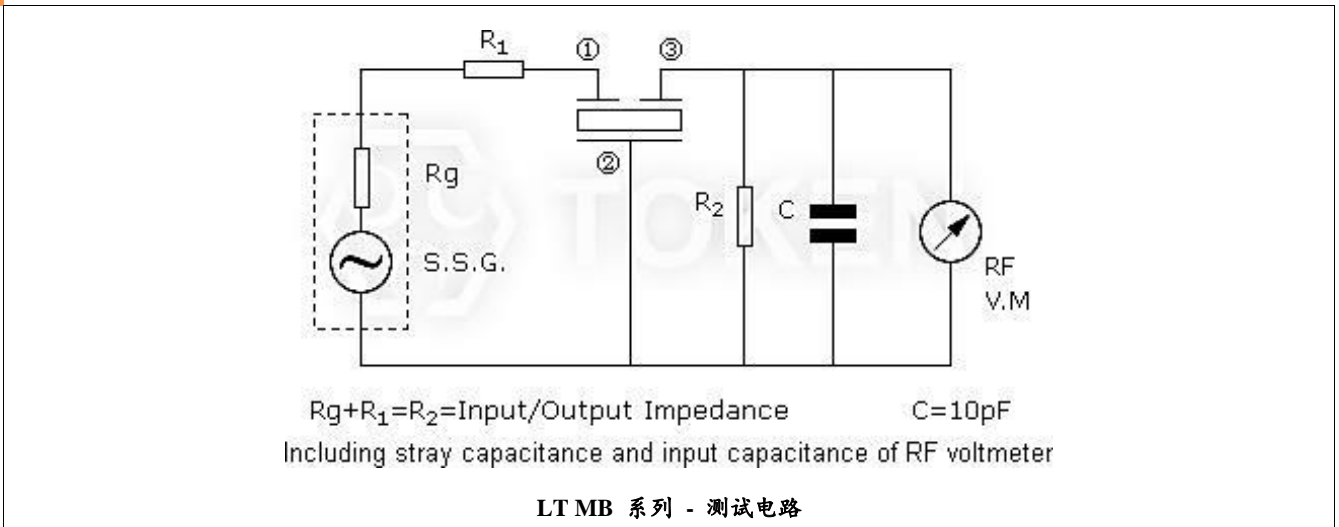 R1
①
③
Rg
②
TOKEN
R2
C
S.S.G.
RF
V.M
Rg+R1=R2=Input/Output Impedance
C=10pF
Including stray capacitance and input capacitance of RF voltmeter
LT MB 系列 - 测试电路